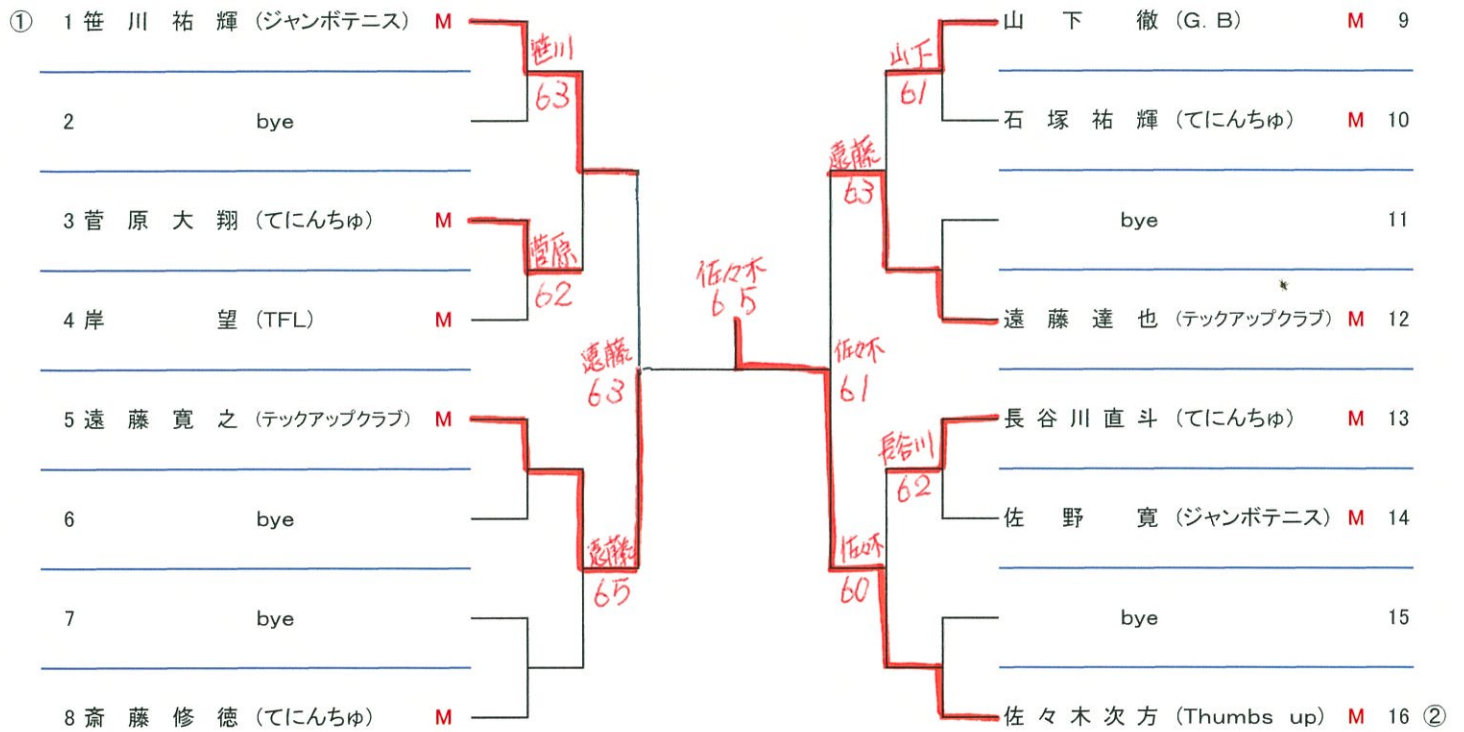 ① 1 笹川祐輝 (ジャンボテニス) M
笹川
63
2 bye
3 菅原大翔 (てにんちゅ) M
菅原
62
4 岸望 (TFL) M
遠藤
63
5 遠藤寛之 (テックアップクラブ) M
6 bye
遠藤
65
7 bye
8 斎藤修徳 (てにんちゅ) M
佐々木
65
山下徹 (G.B) M 9
山下
61
石塚祐輝 (てにんちゅ) M 10
遠藤
63
bye 11
遠藤達也 (テックアップクラブ) M 12
佐々木
61
長谷川直斗 (てにんちゅ) M 13
長谷川
62
佐野寛 (ジャンボテニス) M 14
佐々木
60
bye 15
佐々木次方 (Thumbs up) M 16 ②